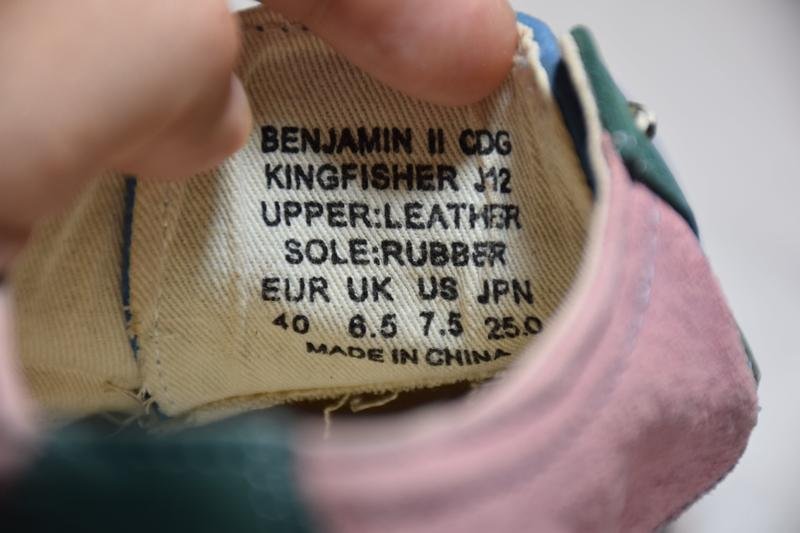 BENJAMIN II CDG
KINGFISHER J12
UPPER:LEATHER
SOLE:RUBBER
EUR UK US JPN
40 6.5 7.5 25.0
MADE IN CHINA